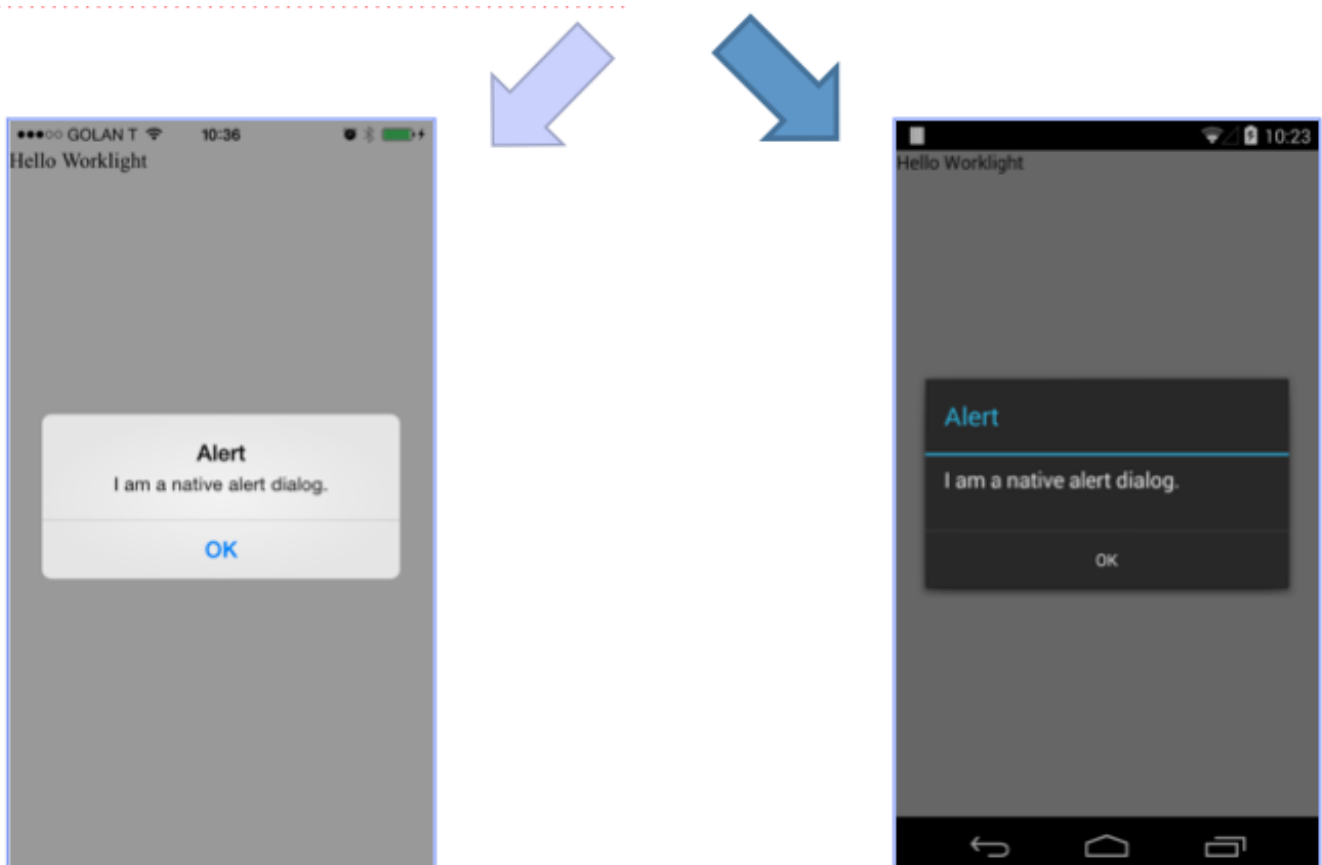 GOLAN T 10:36
Hello Worklight
Alert
I am a native alert dialog.
OK
10:23
Hello Worklight
Alert
I am a native alert dialog.
OK